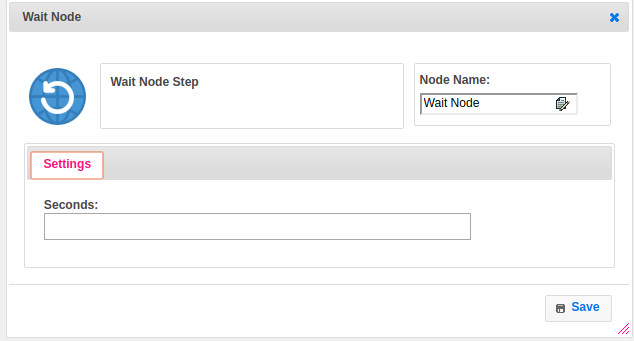 Wait Node
Wait Node Step
Node Name:
Wait Node
Settings
Seconds:
Save